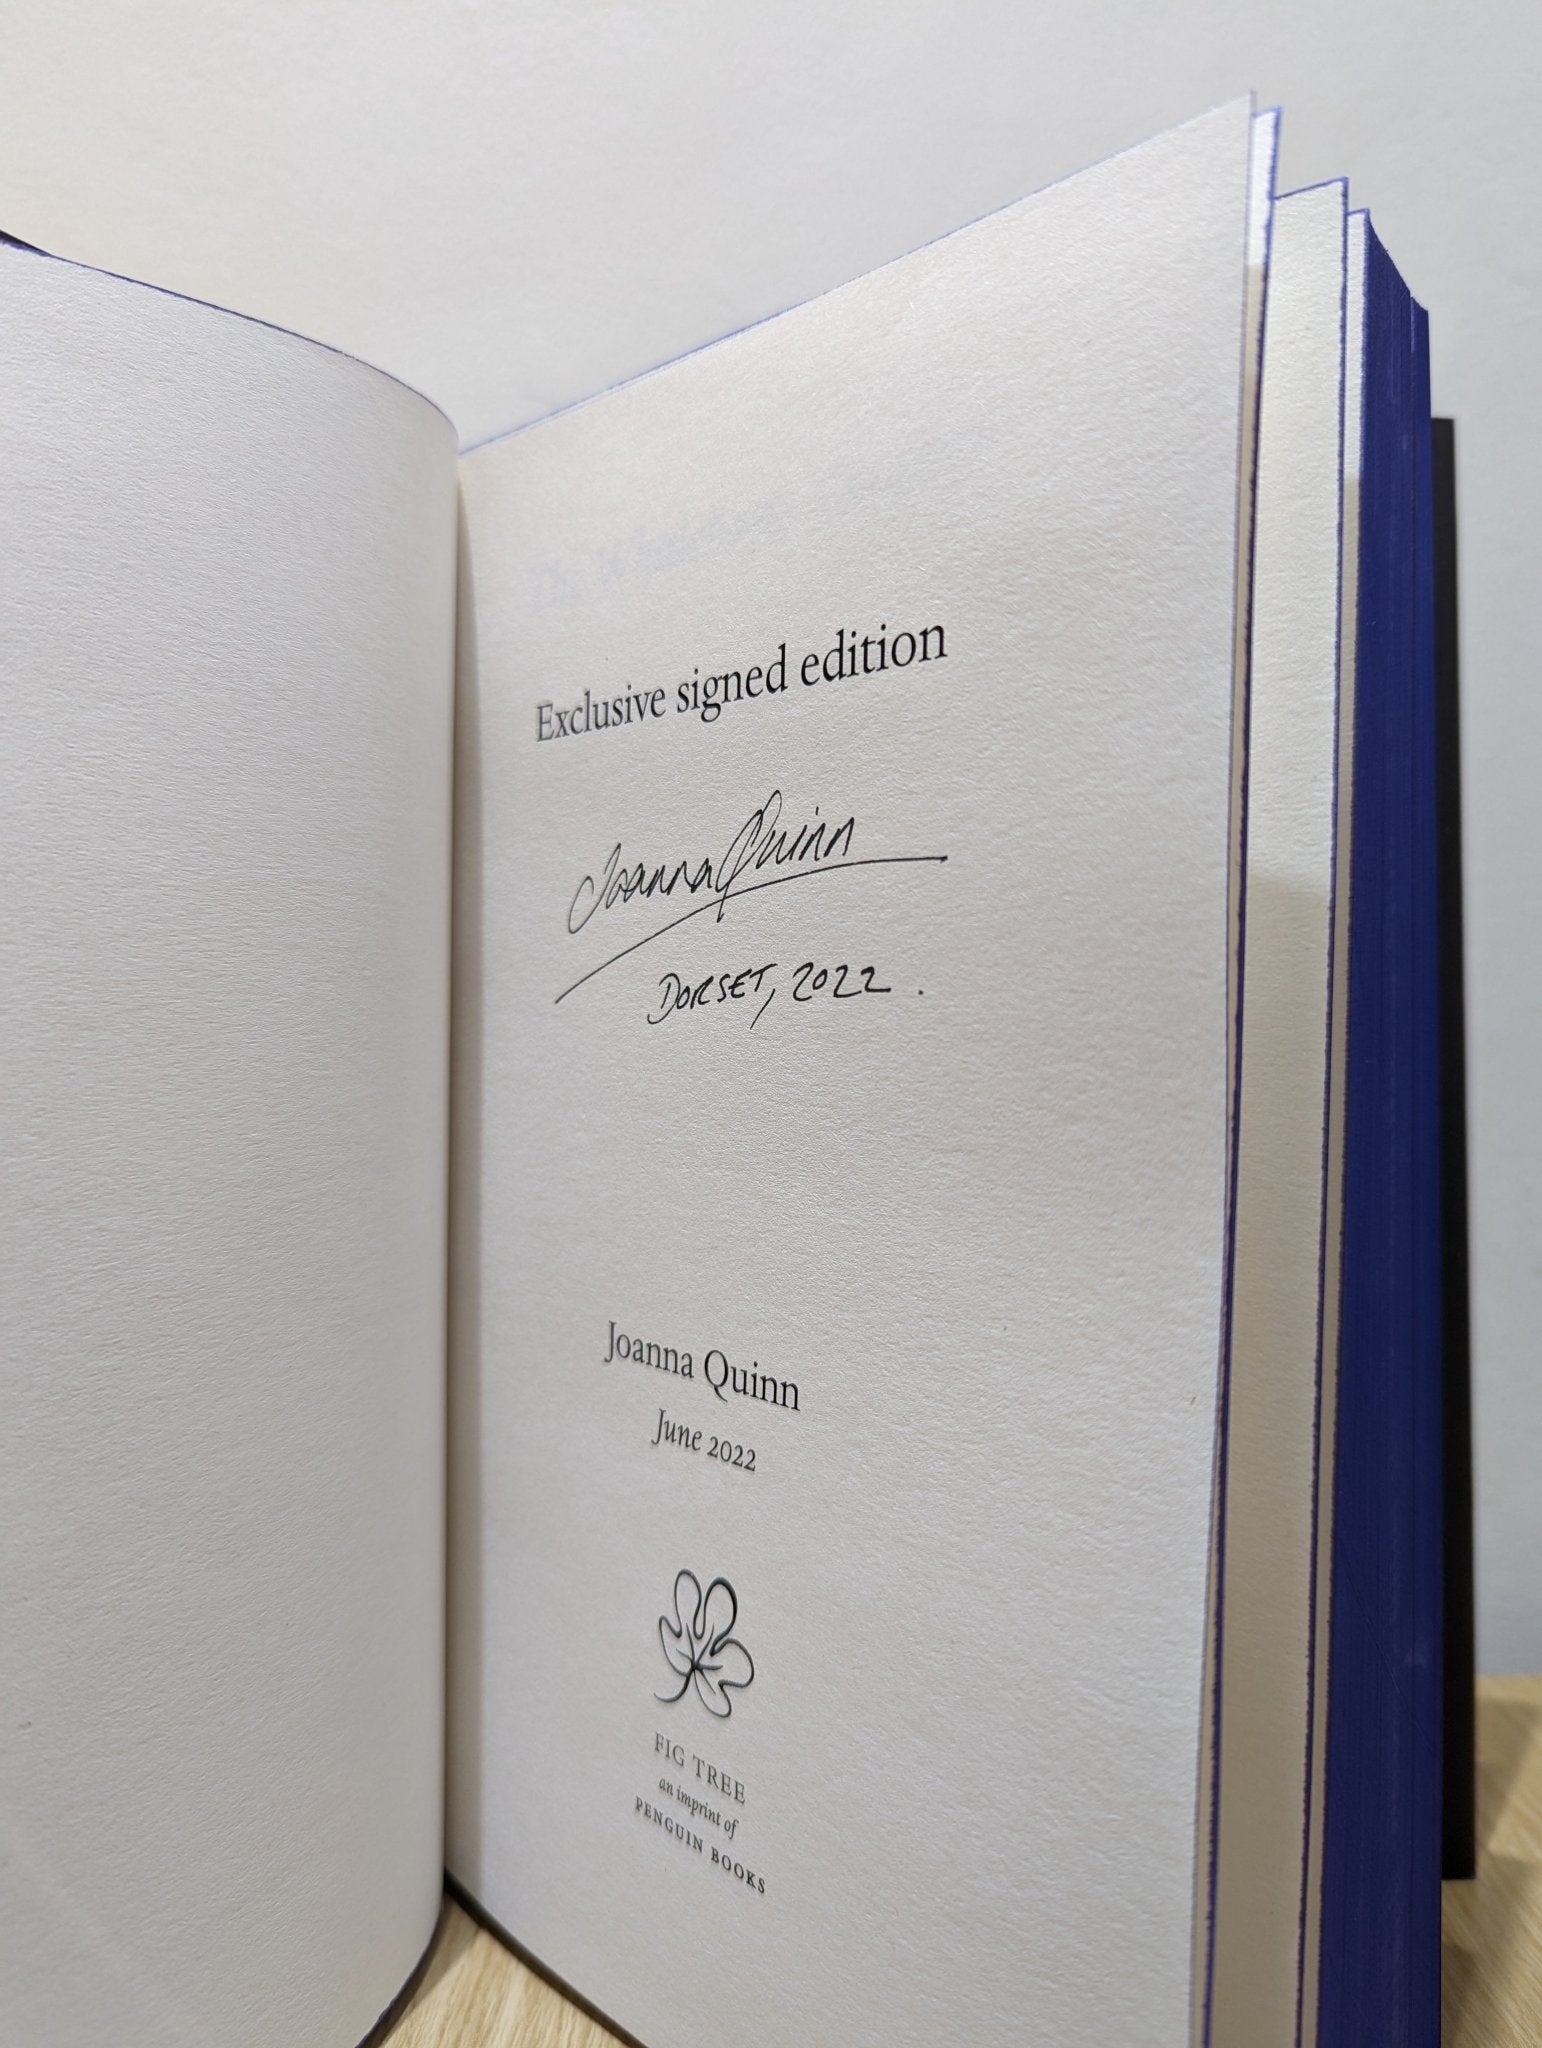 Exclusive signed edition
Joanna Quinn
DORSET, 2022.
Joanna Quinn
June 2022
FIG TREE
an imprint of
PENGUIN BOOKS